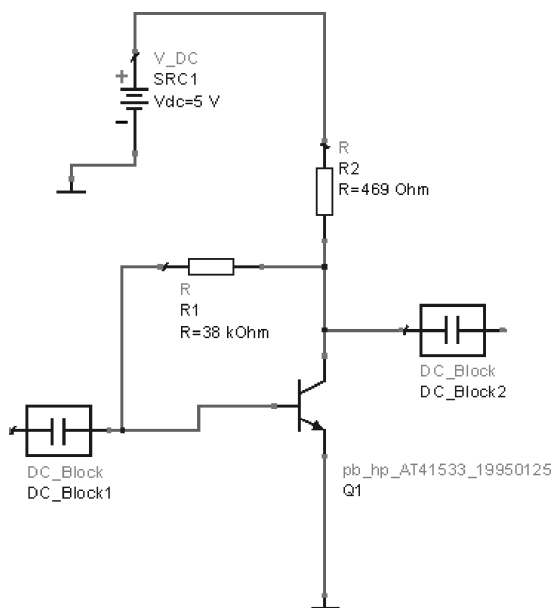 V_DC
+
SRC1
Vdc=5 V
−
R
R2
R=469 Ohm
R
R1
R=38 kOhm
DC_Block
DC_Block2
DC_Block
DC_Block1
pb_hp_AT41533_19950125
Q1